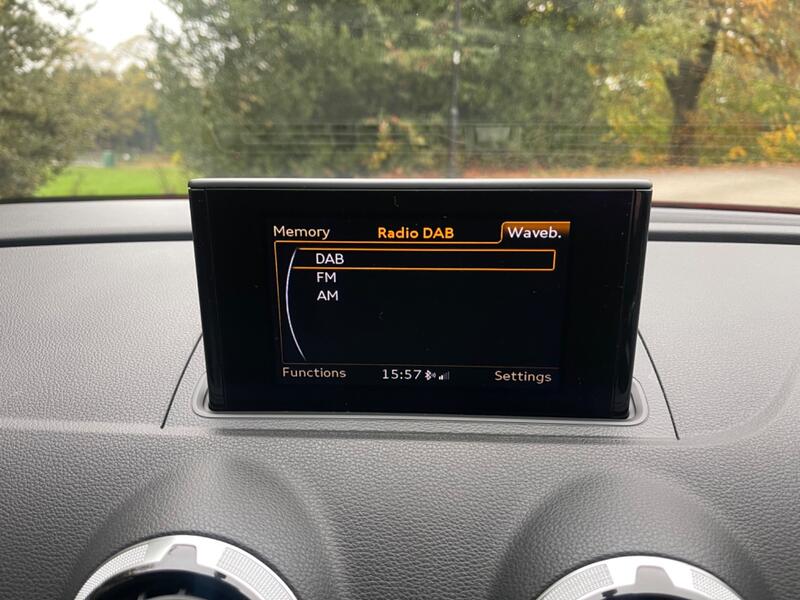 Memory Radio DAB Waveb.
DAB
FM
AM
Functions 15:57 Settings